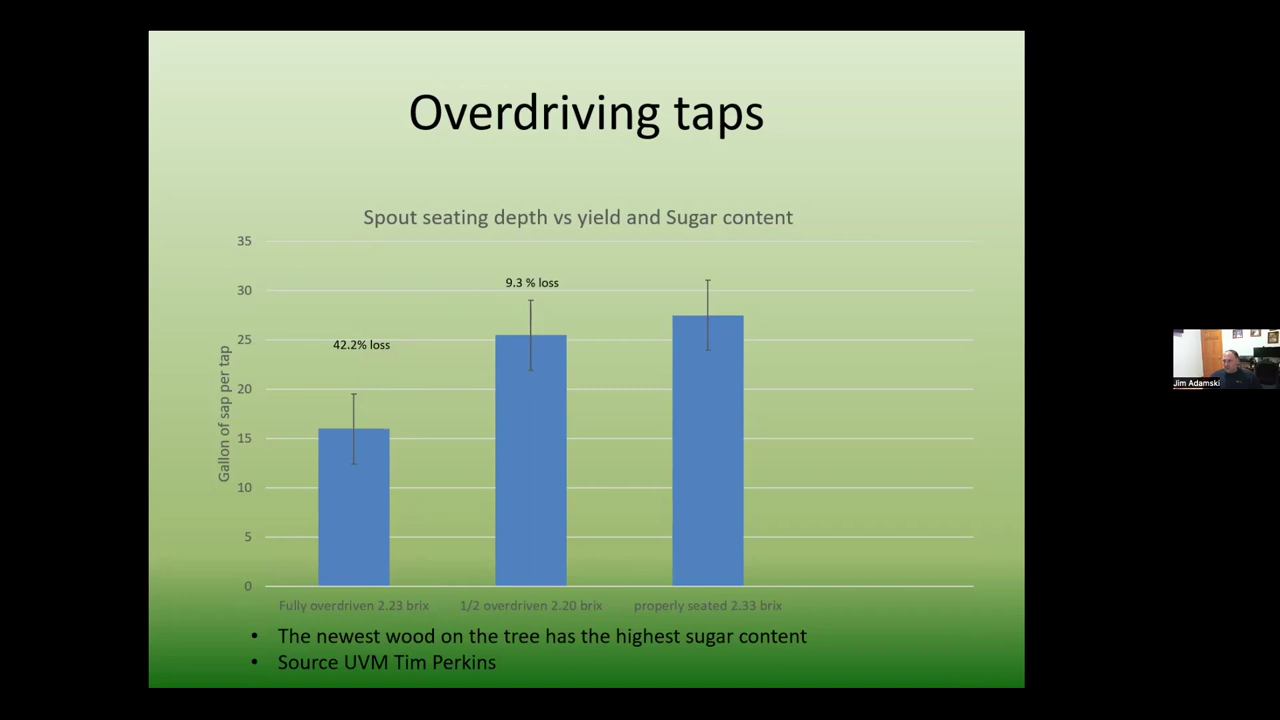 Overdriving taps
Spout seating depth vs yield and Sugar content
35
30
25
20
15
10
5
0
Gallon of sap per tap
42.2% loss
9.3 % loss
Fully overdriven 2.23 brix
1/2 overdriven 2.20 brix
properly seated 2.33 brix
• The newest wood on the tree has the highest sugar content
• Source UVM Tim Perkins
Jim Adamski